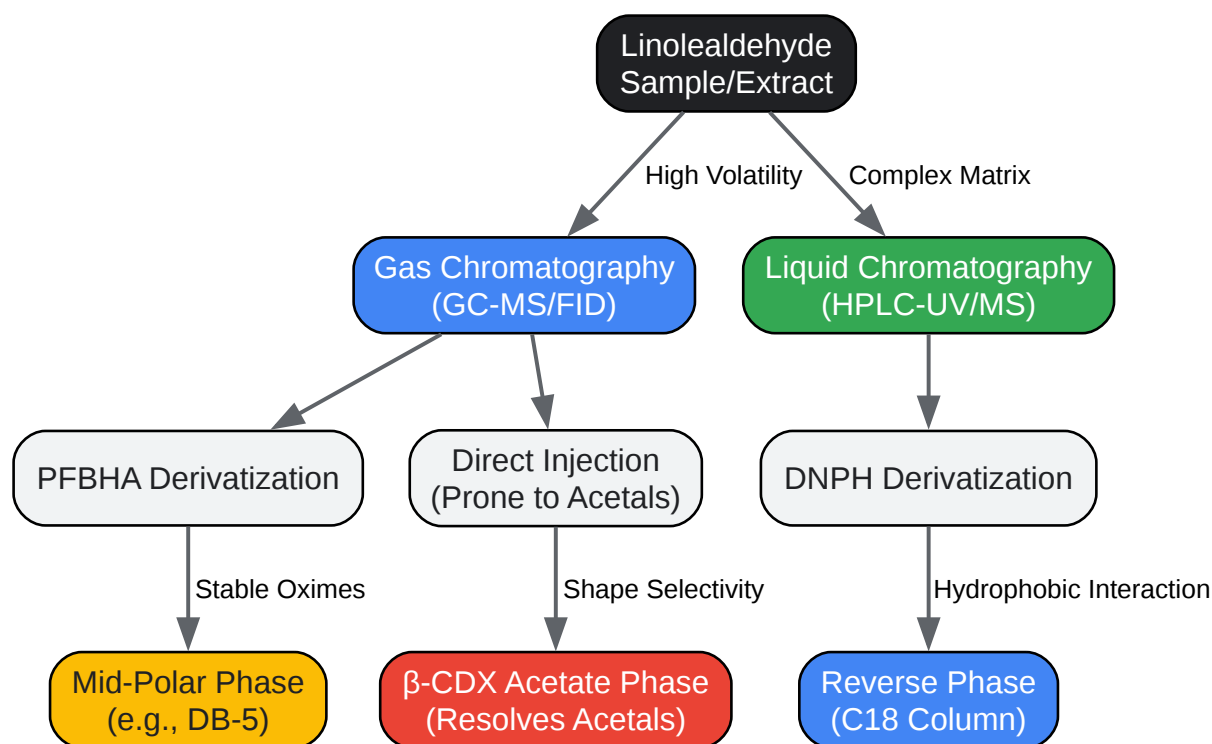 Linolealdehyde
Sample/Extract
High Volatility
Complex Matrix
Gas Chromatography
(GC-MS/FID)
Liquid Chromatography
(HPLC-UV/MS)
PFBHA Derivatization
Direct Injection
(Prone to Acetals)
DNPH Derivatization
Stable Oximes
Shape Selectivity
Hydrophobic Interaction
Mid-Polar Phase
(e.g., DB-5)
β-CDX Acetate Phase
(Resolves Acetals)
Reverse Phase
(C18 Column)